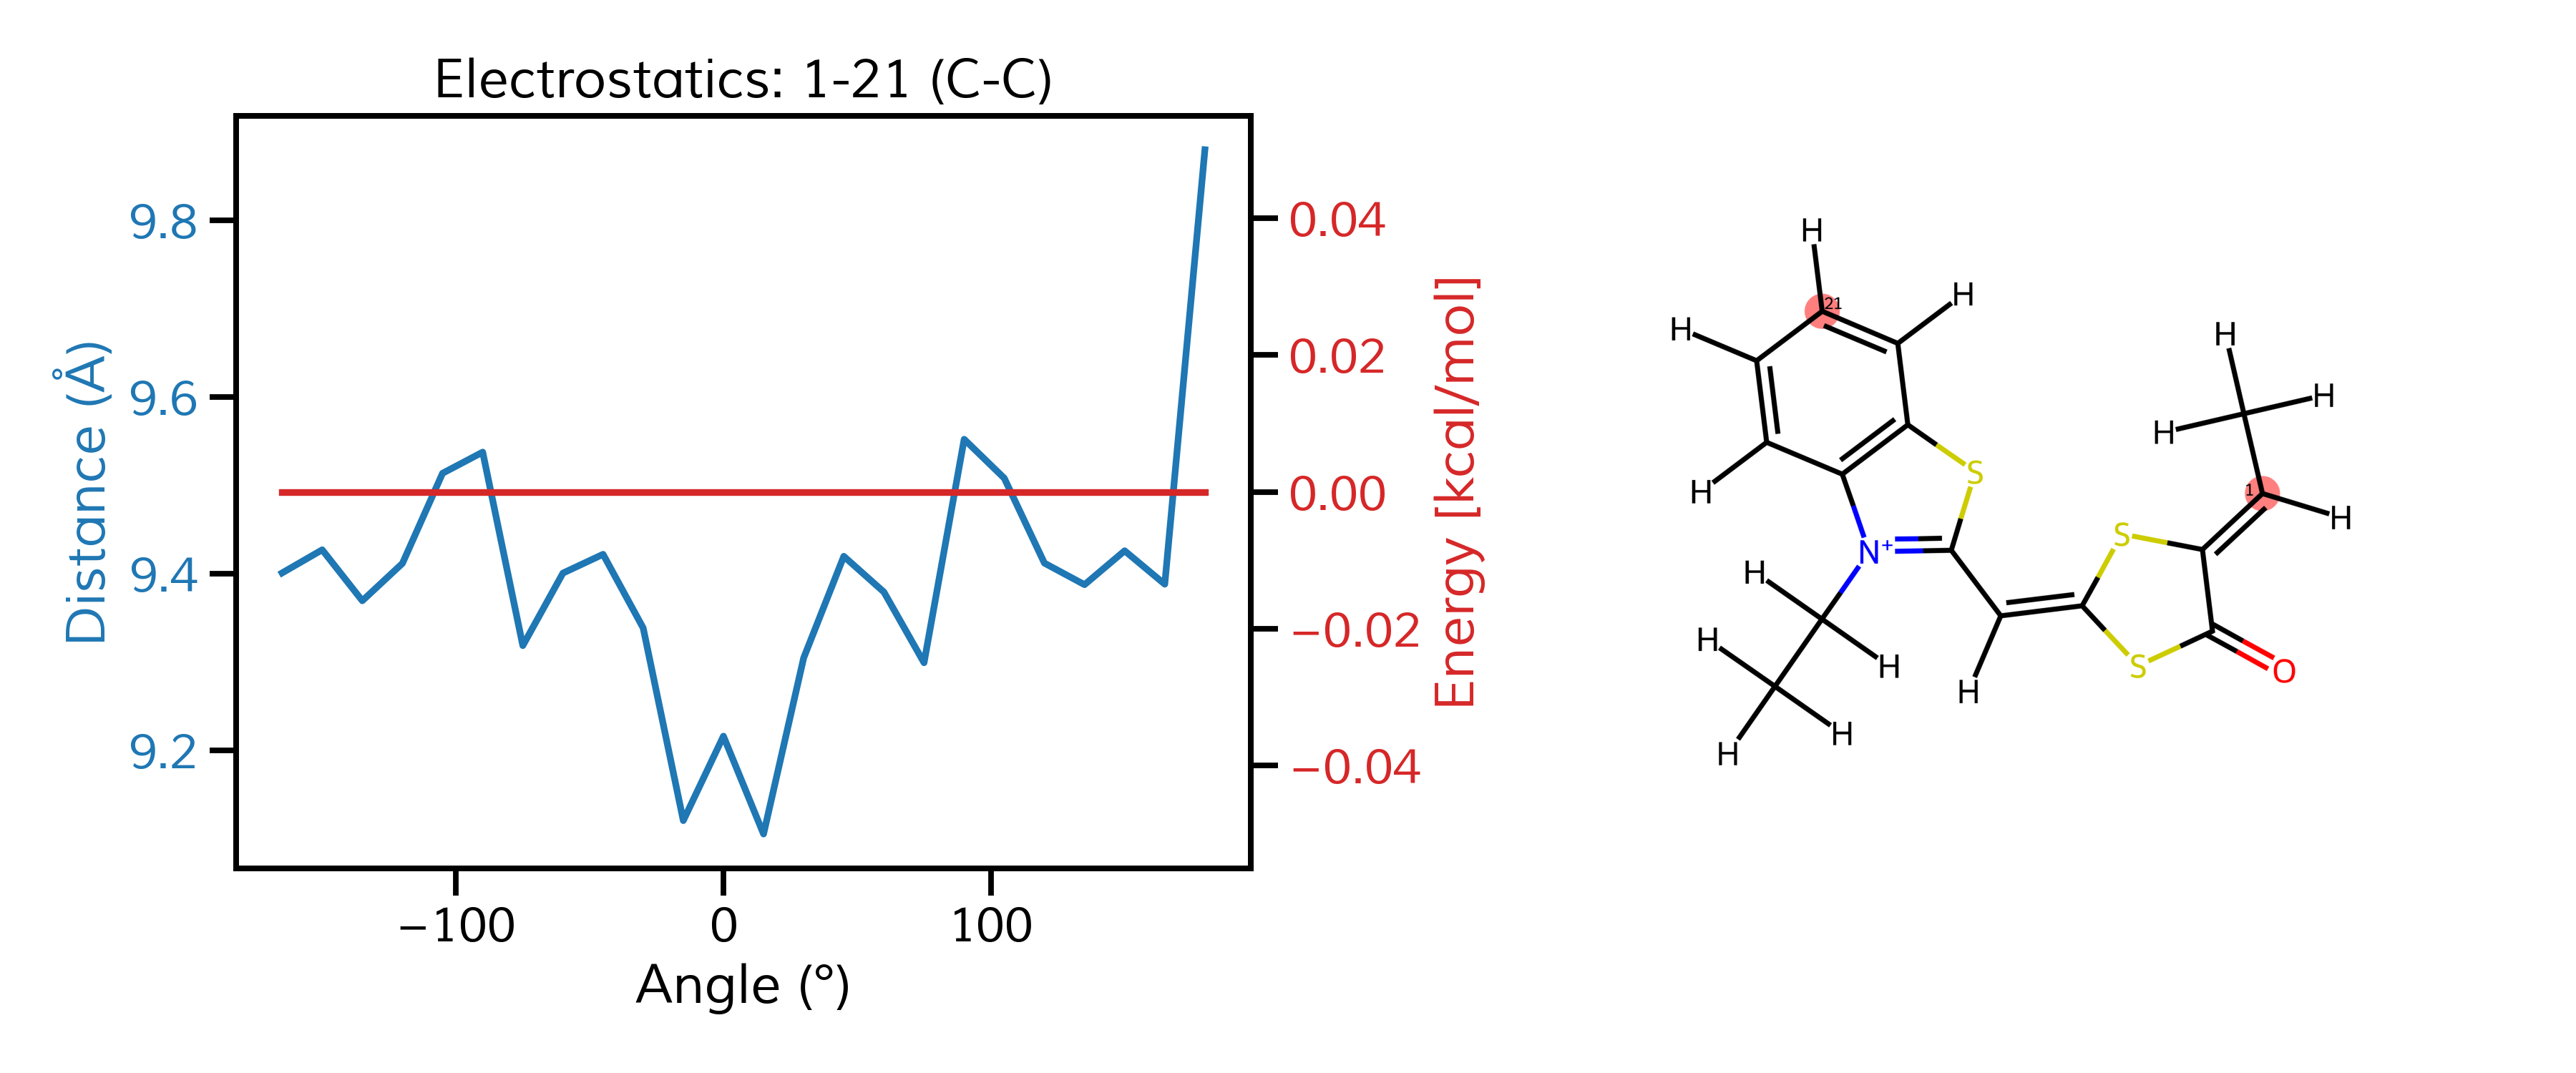 Electrostatics: 1-21 (C-C)
Distance (Å)
9.8
9.6
9.4
9.2
0.04
0.02
0.00
−0.02
−0.04
Energy [kcal/mol]
−100
0
100
Angle (°)
H
H
21
H
H
H
H
S
H
1
H
N+
S
H
H
H
S
O
H
H
H
H